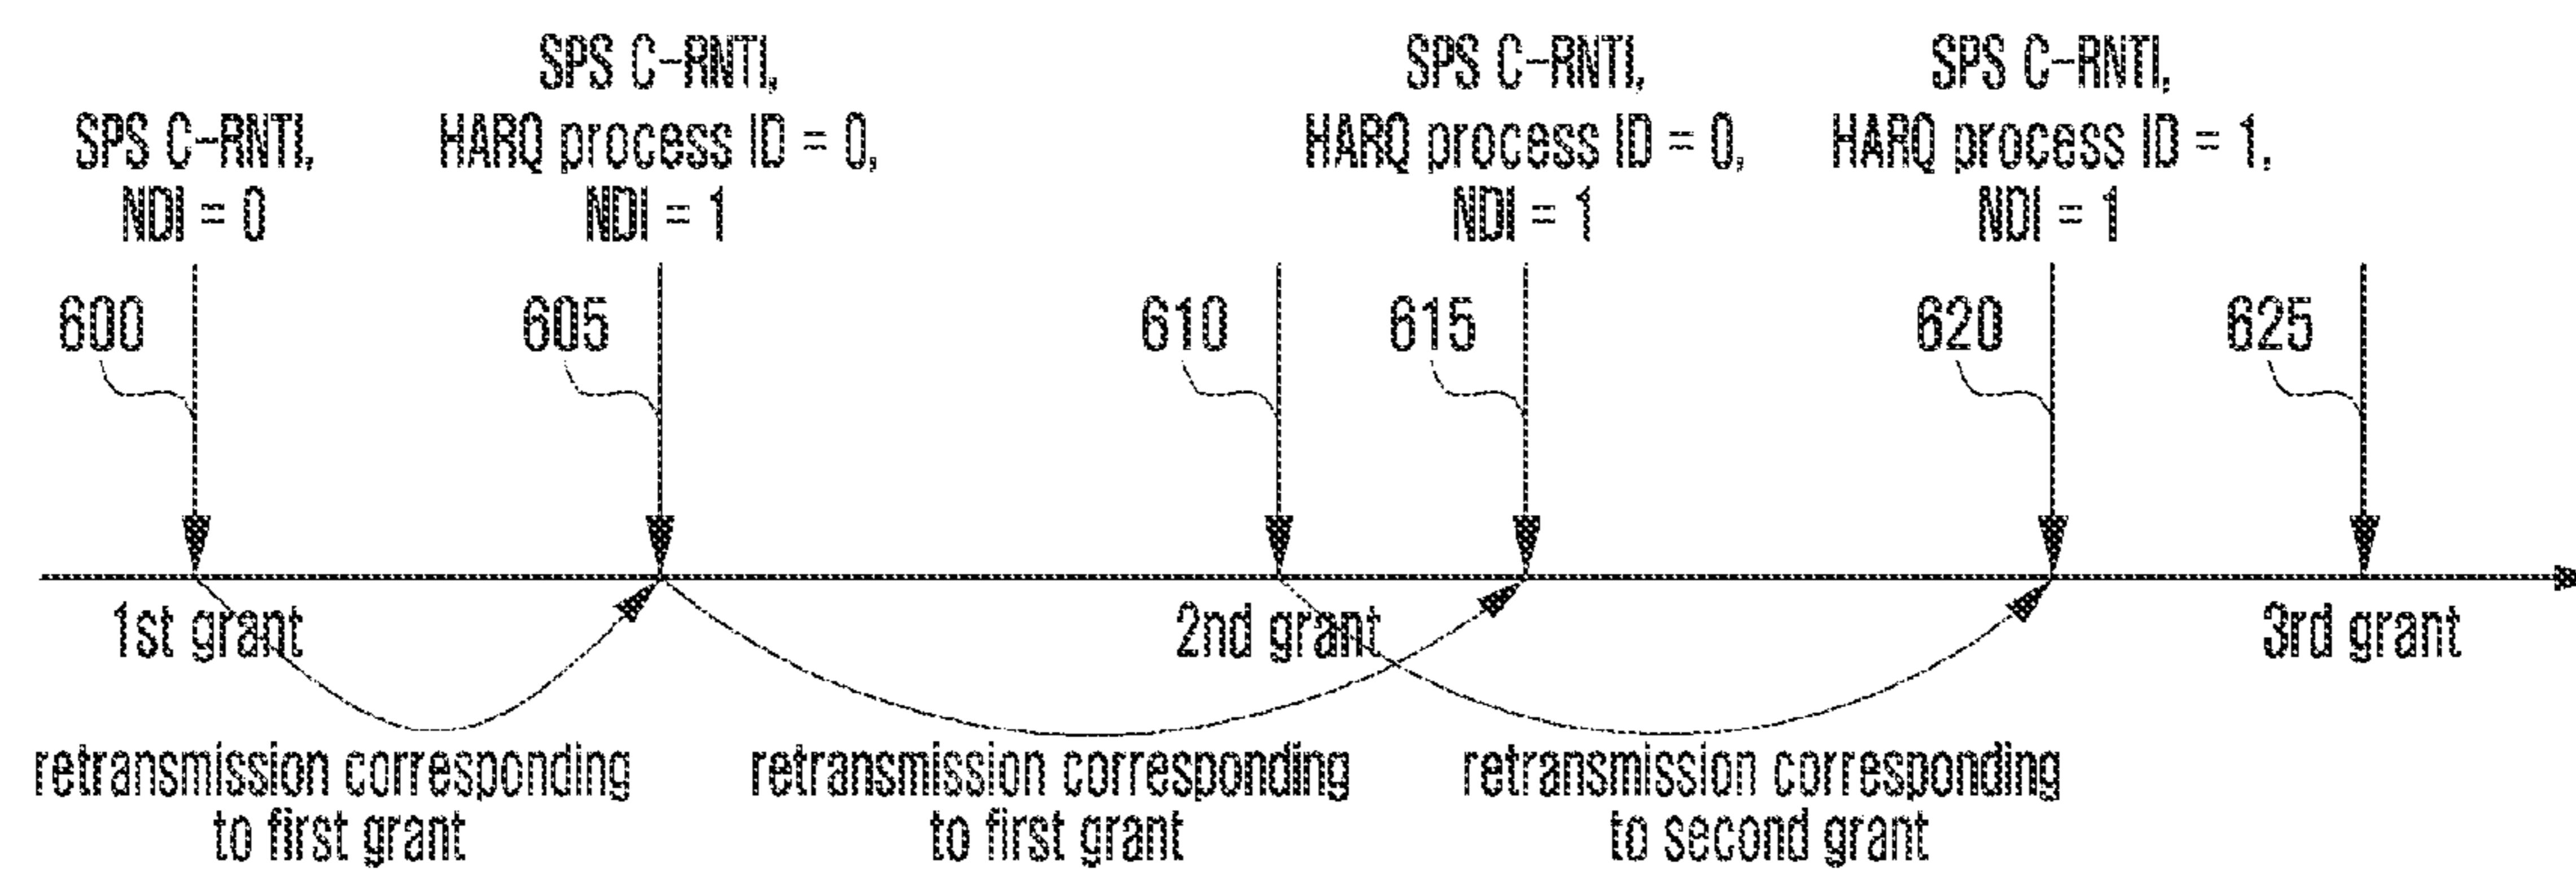 SPS C-RNTI,
NDI = 0
SPS C-RNTI,
HARQ process ID = 0,
NDI = 1
SPS C-RNTI,
HARQ process ID = 0,
NDI = 1
SPS C-RNTI,
HARQ process ID = 1,
NDI = 1
600
605
610
615
620
625
1st grant
2nd grant
3rd grant
retransmission corresponding
to first grant
retransmission corresponding
to first grant
retransmission corresponding
to second grant